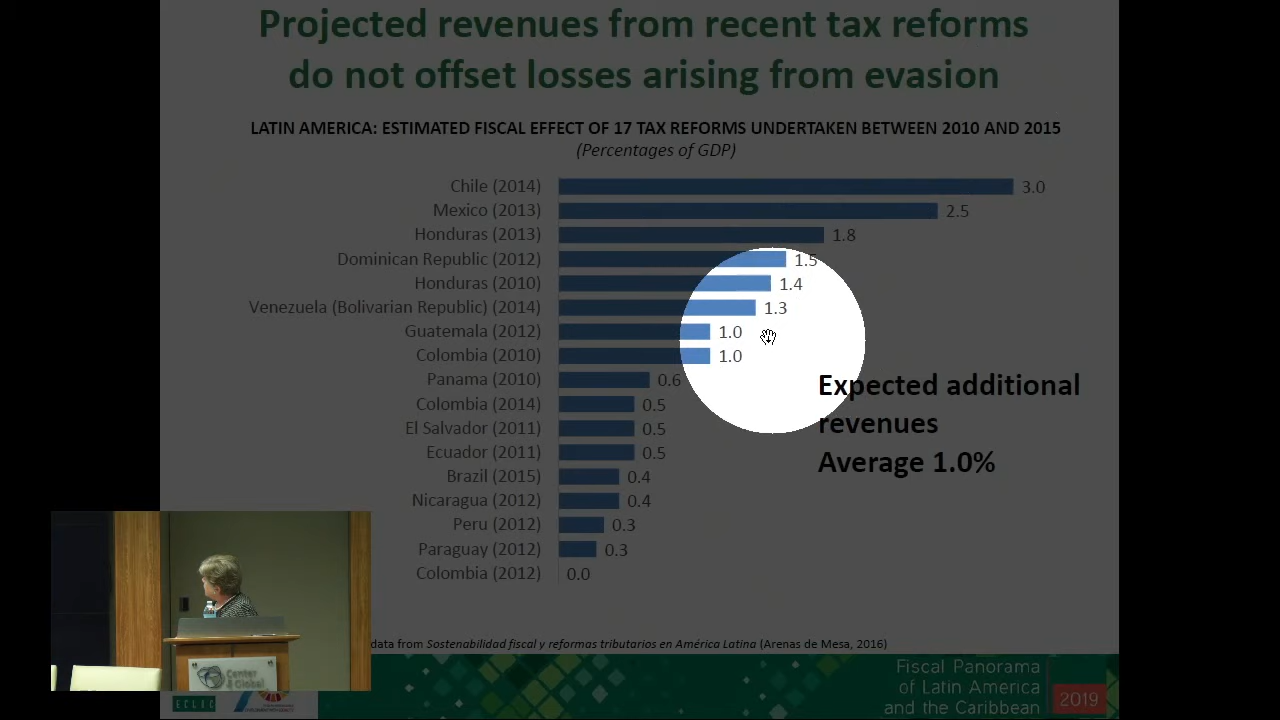 Projected revenues from recent tax reforms
do not offset losses arising from evasion
LATIN AMERICA: ESTIMATED FISCAL EFFECT OF 17 TAX REFORMS UNDERTAKEN BETWEEN 2010 AND 2015
(Percentages of GDP)
Chile (2014) 3.0
Mexico (2013) 2.5
Honduras (2013) 1.8
Dominican Republic (2012) 1.5
Honduras (2010) 1.4
Venezuela (Bolivarian Republic) (2014) 1.3
Guatemala (2012) 1.0
Colombia (2010) 1.0
Panama (2010) 0.6
Colombia (2014) 0.5
El Salvador (2011) 0.5
Ecuador (2011) 0.5
Brazil (2015) 0.4
Nicaragua (2012) 0.4
Peru (2012) 0.3
Paraguay (2012) 0.3
Colombia (2012) 0.0
Expected additional
revenues
Average 1.0%
data from Sostenibilidad fiscal y reformas tributarios en América Latina (Arenas de Mesa, 2016)
Center
Global
ECLAC
Fiscal Panorama
of Latin America
and the Caribbean
2019